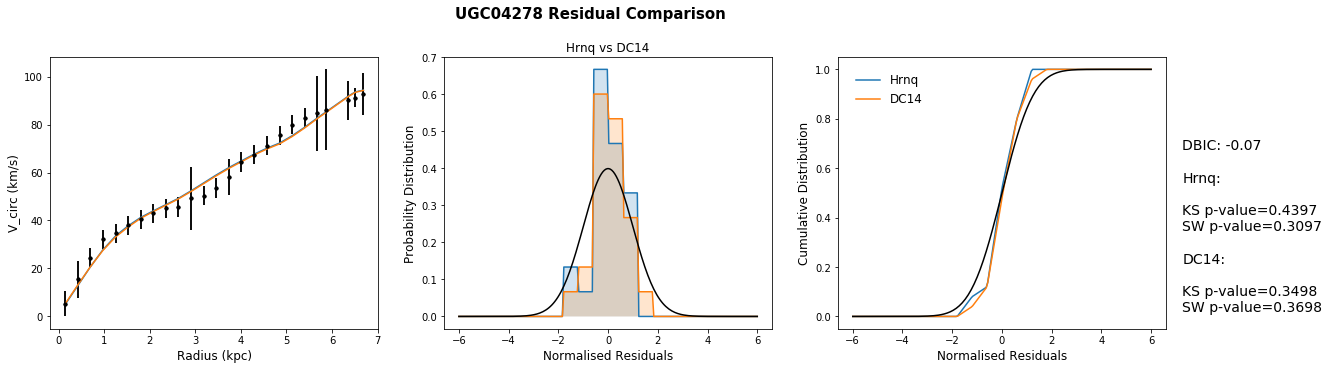 UGC04278 Residual Comparison
V_circ (km/s)
100
80
60
40
20
0
0 1 2 3 4 5 6 7
Radius (kpc)
Hrnq vs DC14
Probability Distribution
0.7
0.6
0.5
0.4
0.3
0.2
0.1
0.0
−6 −4 −2 0 2 4 6
Normalised Residuals
Cumulative Distribution
1.0
0.8
0.6
0.4
0.2
0.0
Hrnq
DC14
−6 −4 −2 0 2 4 6
Normalised Residuals
DBIC: -0.07
Hrnq:
KS p-value=0.4397
SW p-value=0.3097
DC14:
KS p-value=0.3498
SW p-value=0.3698